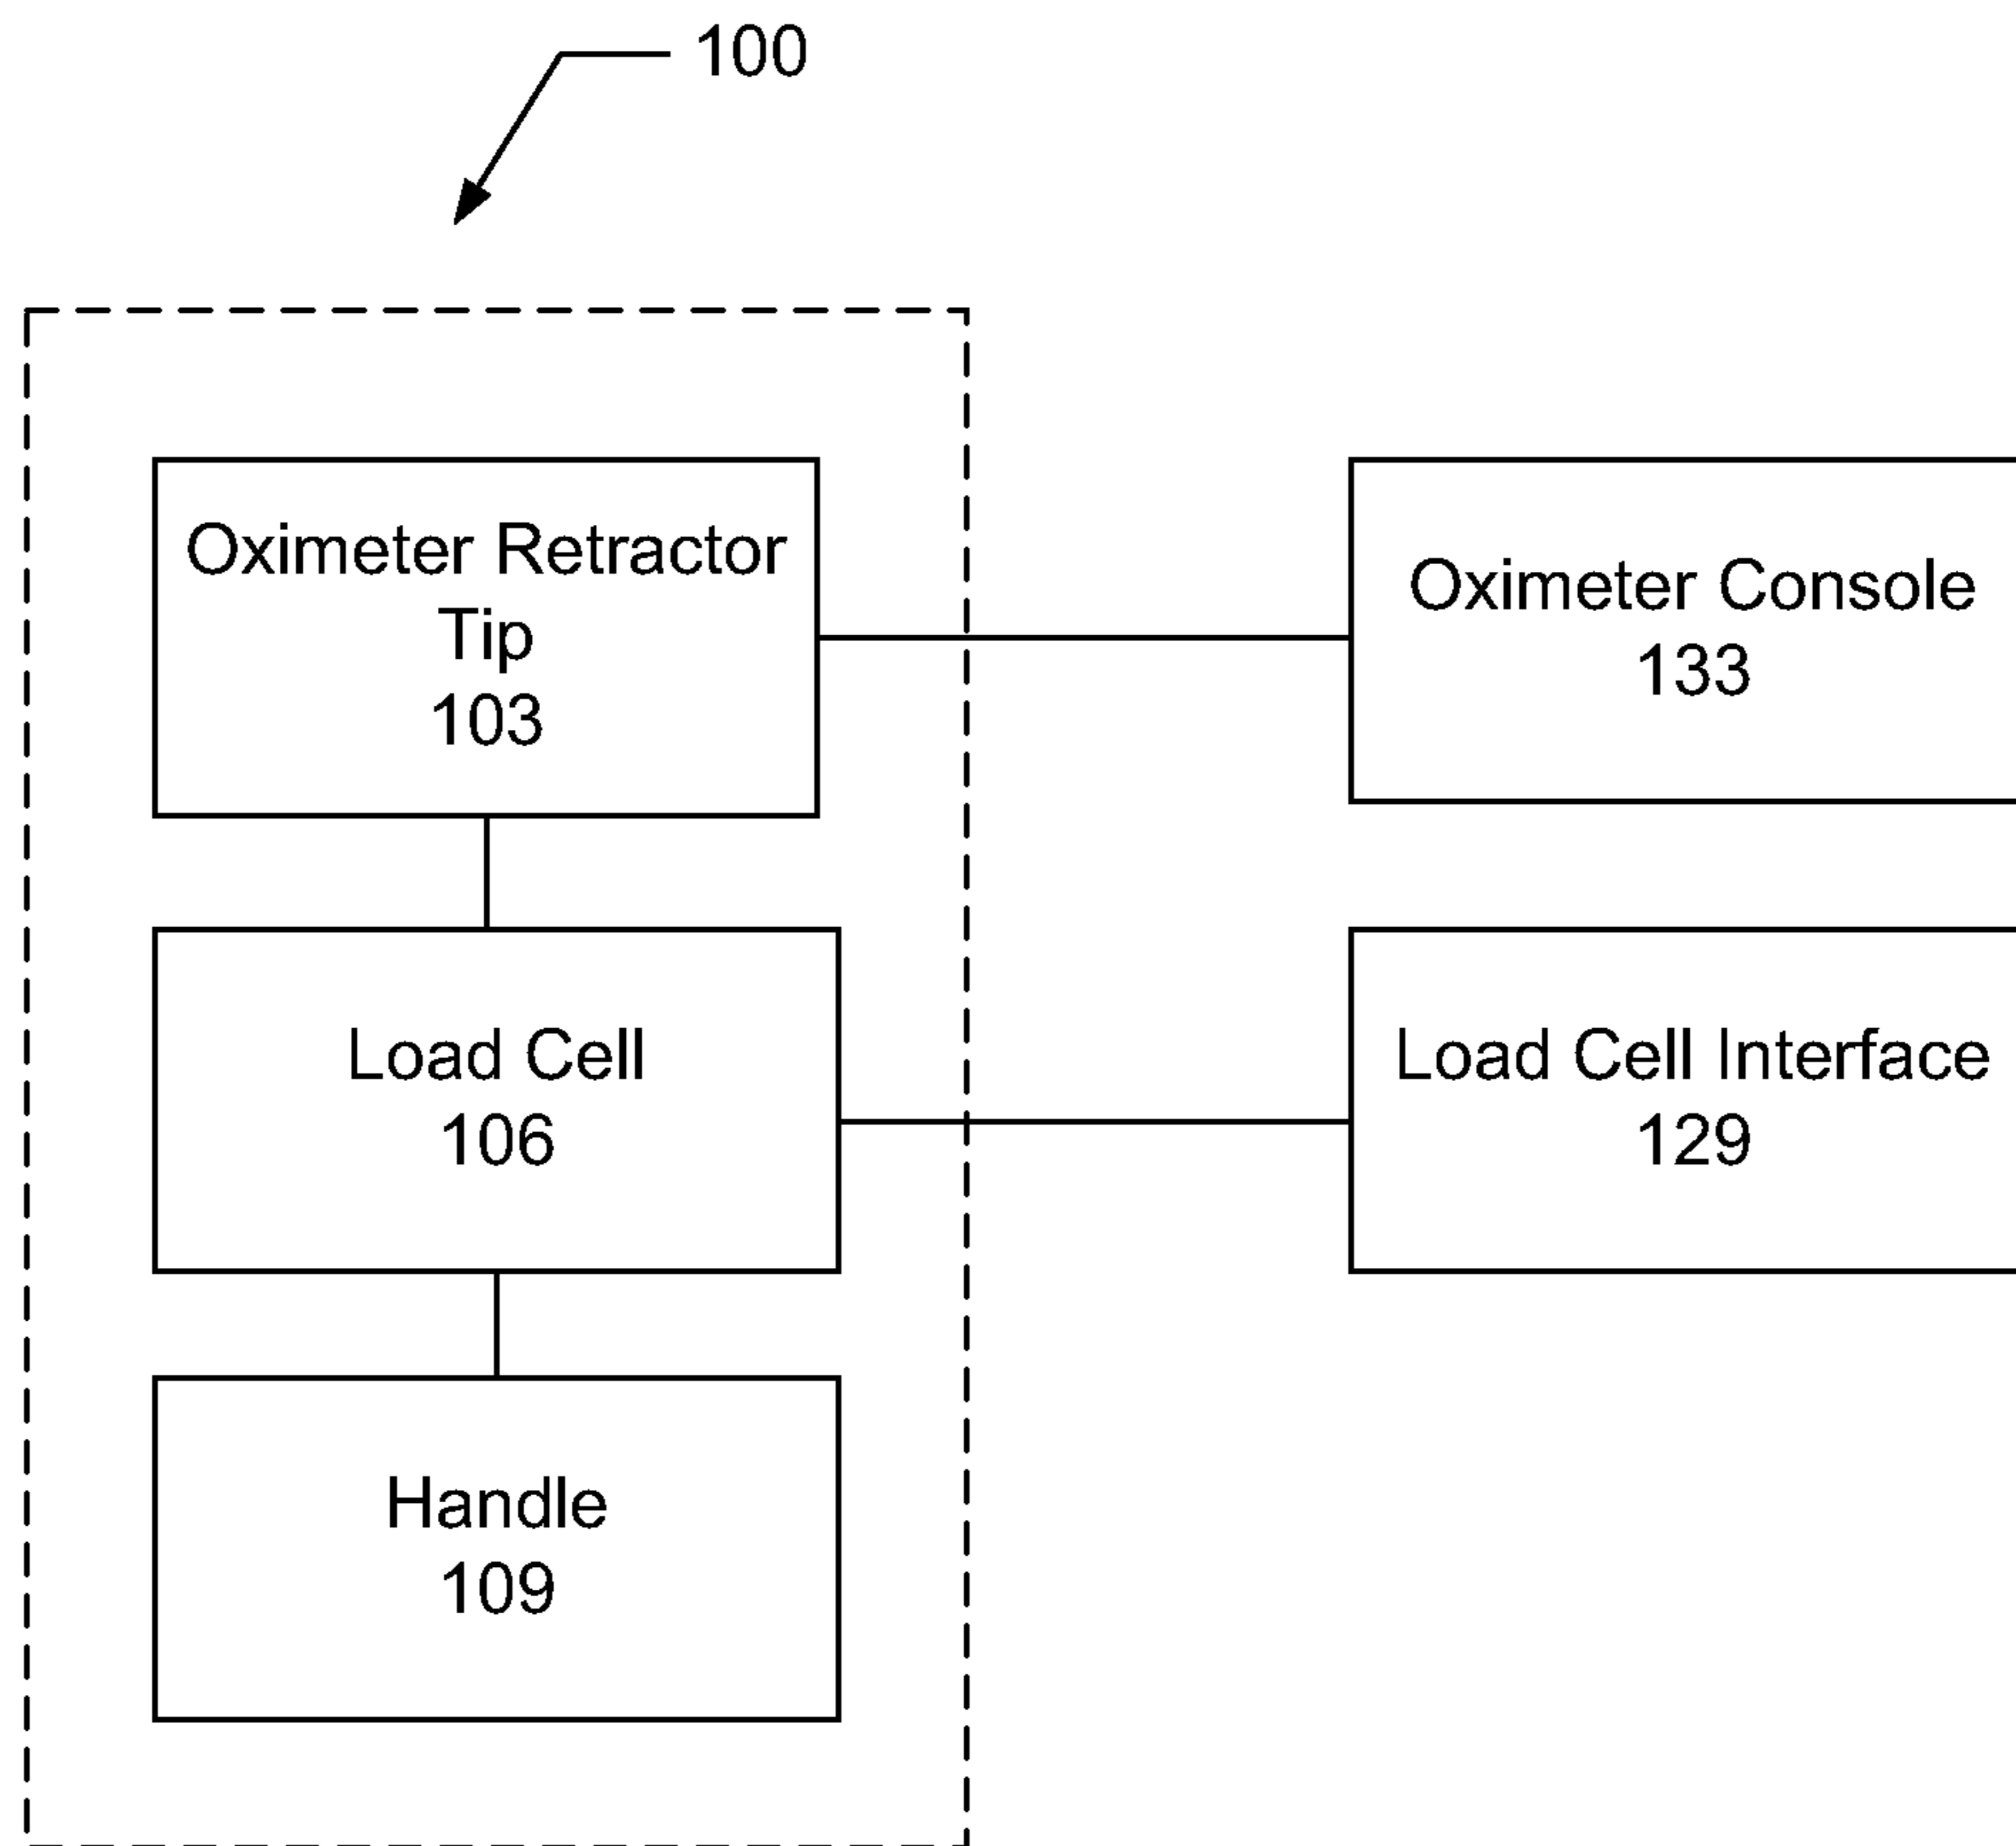 100
Oximeter Retractor
Tip
103
Oximeter Console
133
Load Cell
106
Load Cell Interface
129
Handle
109